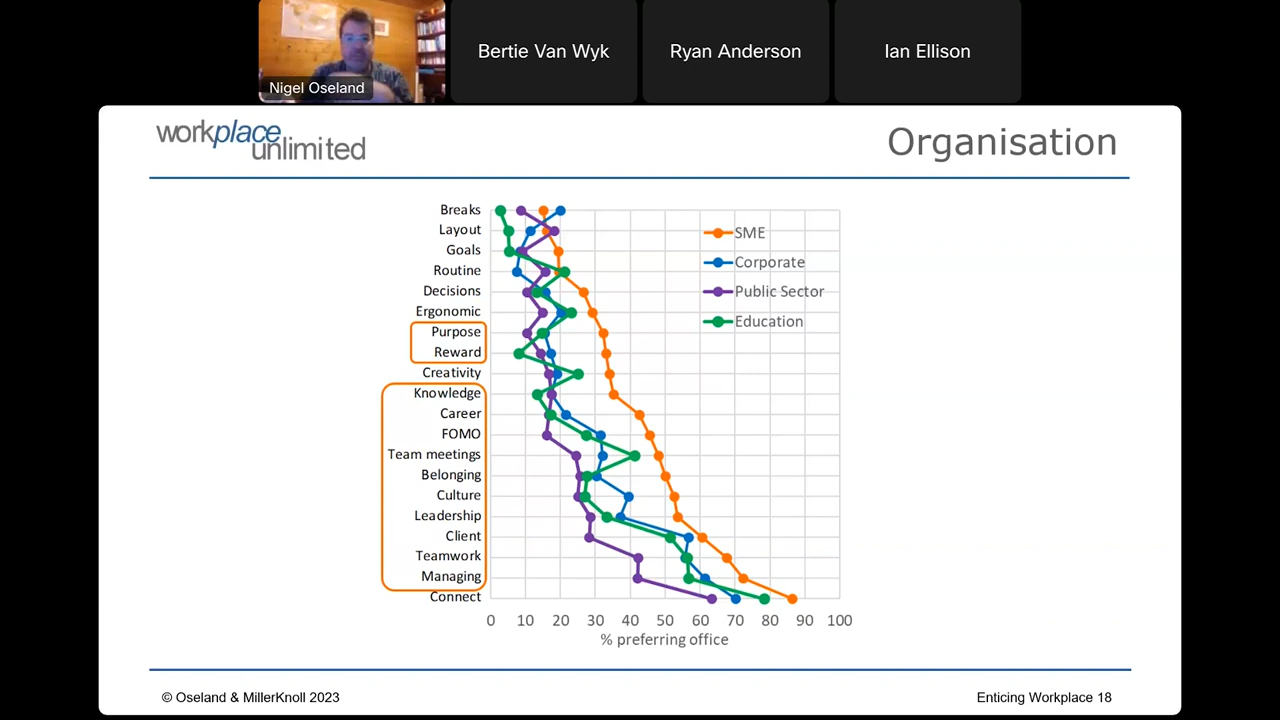 Nigel Oseland
Bertie Van Wyk
Ryan Anderson
Ian Ellison
workplace
unlimited
Organisation
Breaks
Layout
Goals
Routine
Decisions
Ergonomic
Purpose
Reward
Creativity
Knowledge
Career
FOMO
Team meetings
Belonging
Culture
Leadership
Client
Teamwork
Managing
Connect
SME
Corporate
Public Sector
Education
0 10 20 30 40 50 60 70 80 90 100
% preferring office
© Oseland & MillerKnoll 2023
Enticing Workplace 18